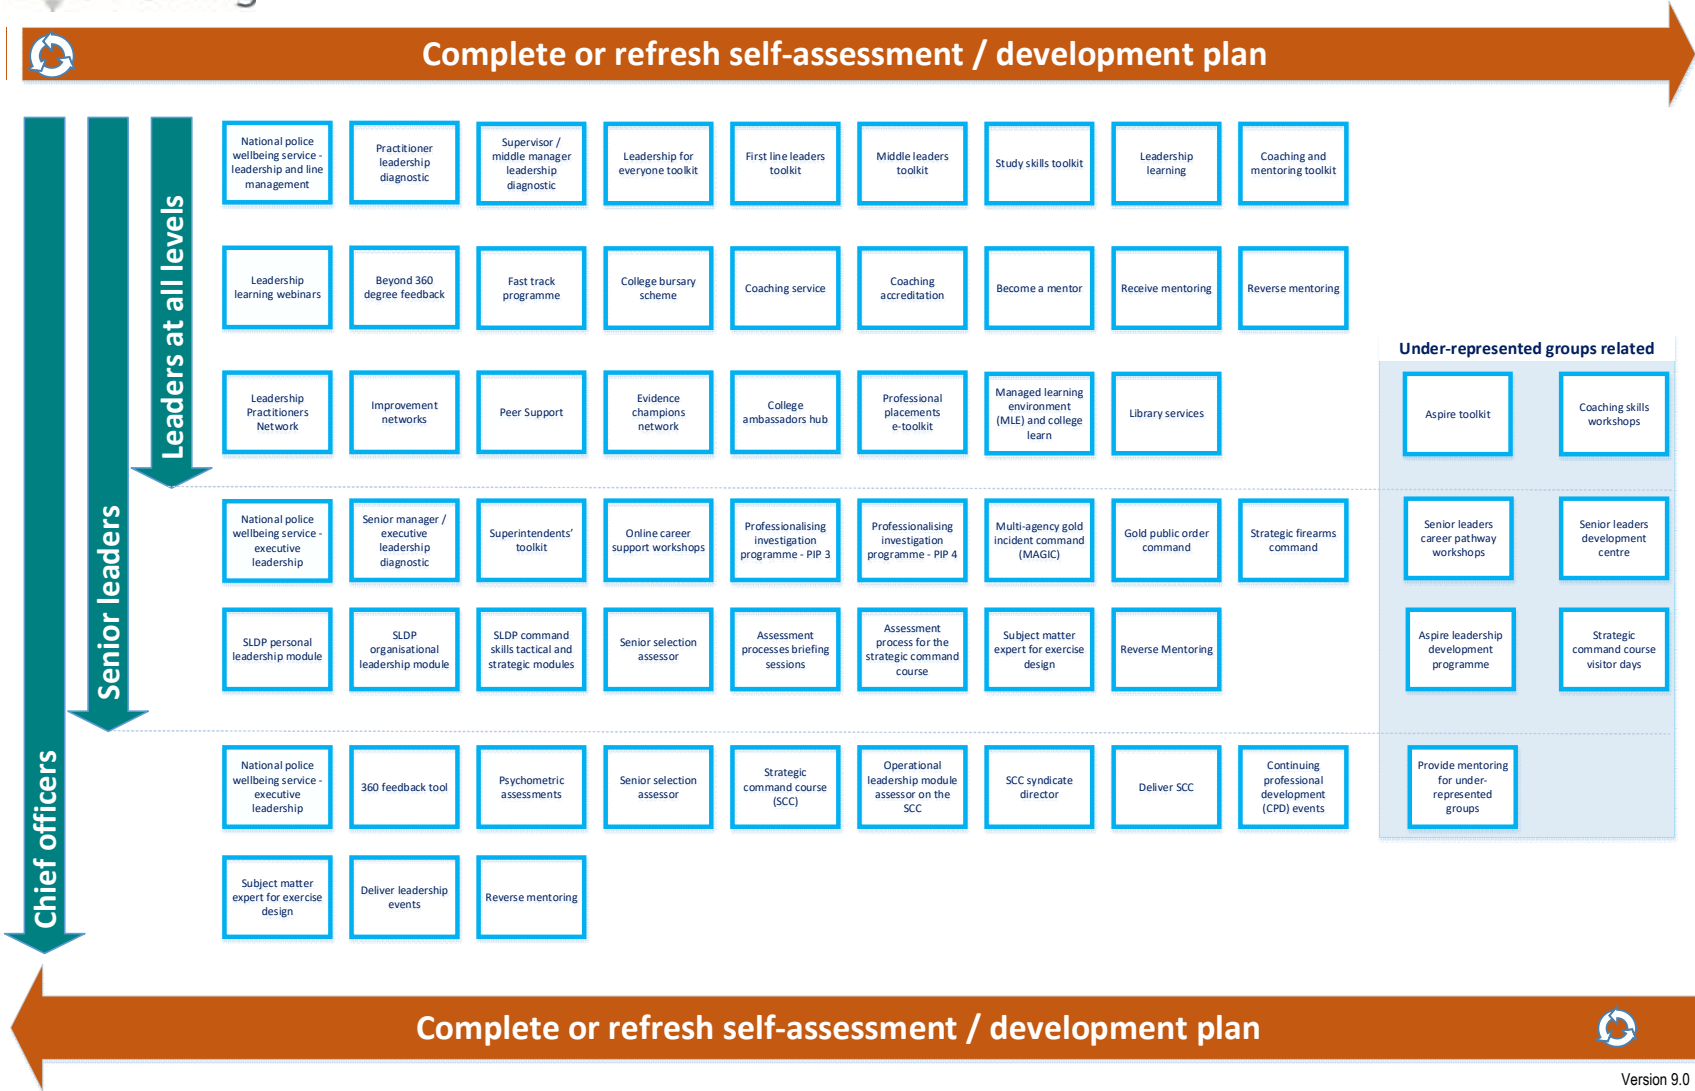 Complete or refresh self-assessment / development plan
Leaders at all levels
Senior leaders
Chief officers
National police
wellbeing service -
leadership and line
management
Practitioner
leadership
diagnostic
Supervisor /
middle manager
leadership
diagnostic
Leadership for
everyone toolkit
First line leaders
toolkit
Middle leaders
toolkit
Study skills toolkit
Leadership
learning
Coaching and
mentoring toolkit
Leadership
learning webinars
Beyond 360
degree feedback
Fast track
programme
College bursary
scheme
Coaching service
Coaching
accreditation
Become a mentor
Receive mentoring
Reverse mentoring
Under-represented groups related
Leadership
Practitioners
Network
Improvement
networks
Peer Support
Evidence
champions
network
College
ambassadors hub
Professional
placements
e-toolkit
Managed learning
environment
(MLE) and college
learn
Library services
Aspire toolkit
Coaching skills
workshops
National police
wellbeing service -
executive
leadership
Senior manager /
executive
leadership
diagnostic
Superintendents'
toolkit
Online career
support workshops
Professionalising
investigation
programme - PIP 3
Professionalising
investigation
programme - PIP 4
Multi-agency gold
incident command
(MAGIC)
Gold public order
command
Strategic firearms
command
Senior leaders
career pathway
workshops
Senior leaders
development
centre
SLDP personal
leadership module
SLDP
organisational
leadership module
SLDP command
skills tactical and
strategic modules
Senior selection
assessor
Assessment
processes briefing
sessions
Assessment
process for the
strategic command
course
Subject matter
expert for exercise
design
Reverse Mentoring
Aspire leadership
development
programme
Strategic
command course
visitor days
National police
wellbeing service -
executive
leadership
360 feedback tool
Psychometric
assessments
Senior selection
assessor
Strategic
command course
(SCC)
Operational
leadership module
assessor on the
SCC
SCC syndicate
director
Deliver SCC
Continuing
professional
development
(CPD) events
Provide mentoring
for under-
represented
groups
Subject matter
expert for exercise
design
Deliver leadership
events
Reverse mentoring
Complete or refresh self-assessment / development plan
Version 9.0